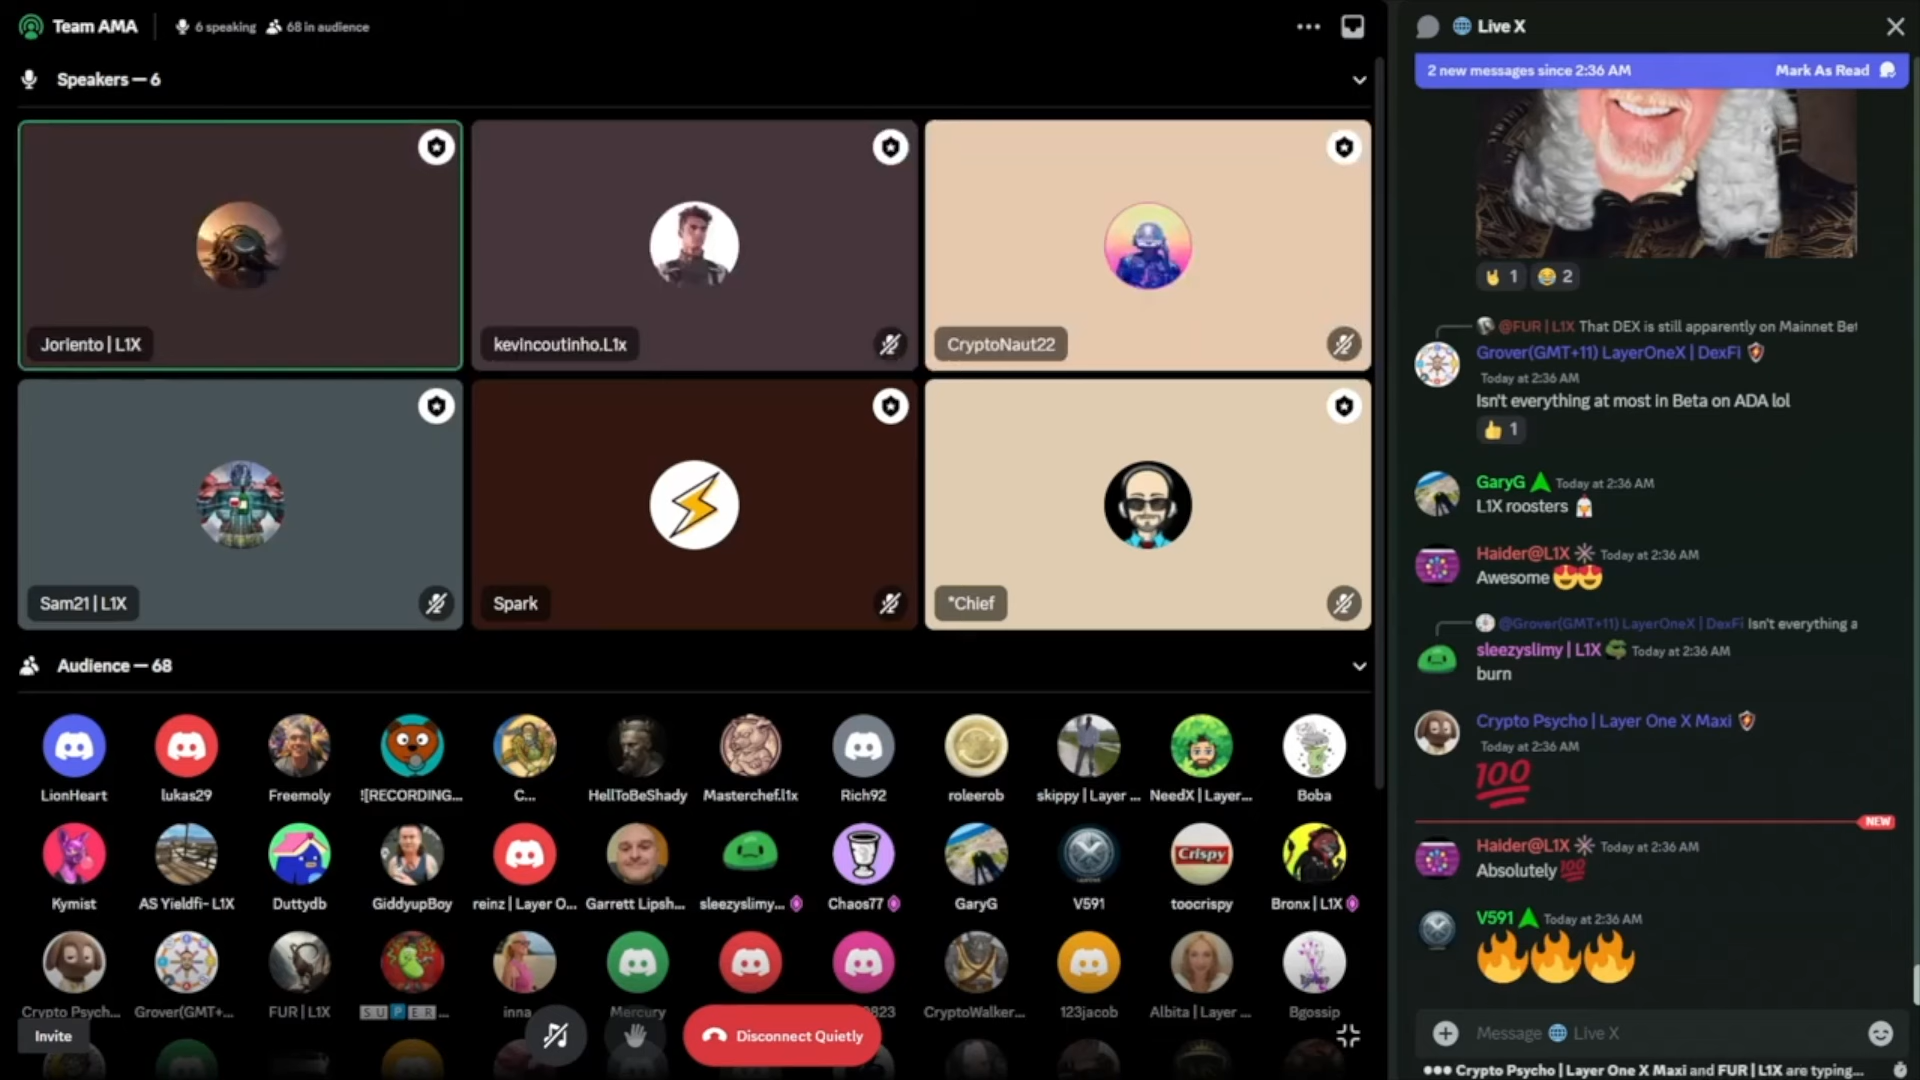 Team AMA
6 speaking
68 in audience
Speakers — 6
Joriento | L1X
kevincoutinho.L1x
CryptoNaut22
Sam21 | L1X
Spark
*Chief
Audience — 68
LionHeart
lukas29
Freemoly
![RECORDING...
C...
HellToBeShady
Masterchef.l1x
Rich92
roleerob
skippy | Layer ...
NeedX | Layer...
Boba
Crispy
Kymist
AS Yieldfi- L1X
Duttydb
GiddyupBoy
reinz | Layer O...
Garrett Lipsh...
sleezyslimy...
Chaos77
GaryG
V591
toocrispy
Bronx | L1X
Crypto Psych...
Grover(GMT+...
FUR | L1X
SUPER...
inna
Mercury
823
CryptoWalker...
123jacob
Albita | Layer ...
Bgossip
Invite
Disconnect Quietly
Live X
2 new messages since 2:36 AM
Mark As Read
1
2
@FUR | L1X That DEX is still apparently on Mainnet Bet
Grover(GMT+11) LayerOneX | DexFi
Today at 2:36 AM
Isn't everything at most in Beta on ADA lol
1
GaryG Today at 2:36 AM
L1X roosters
Haider@L1X Today at 2:36 AM
Awesome
@Grover(GMT+11) LayerOneX | DexFi Isn't everything a
sleezyslimy | L1X Today at 2:36 AM
burn
Crypto Psycho | Layer One X Maxi
Today at 2:36 AM
100
NEW
Haider@L1X Today at 2:36 AM
Absolutely 100
V591 Today at 2:36 AM
Message Live X
Crypto Psycho | Layer One X Maxi and FUR | L1X are typing...